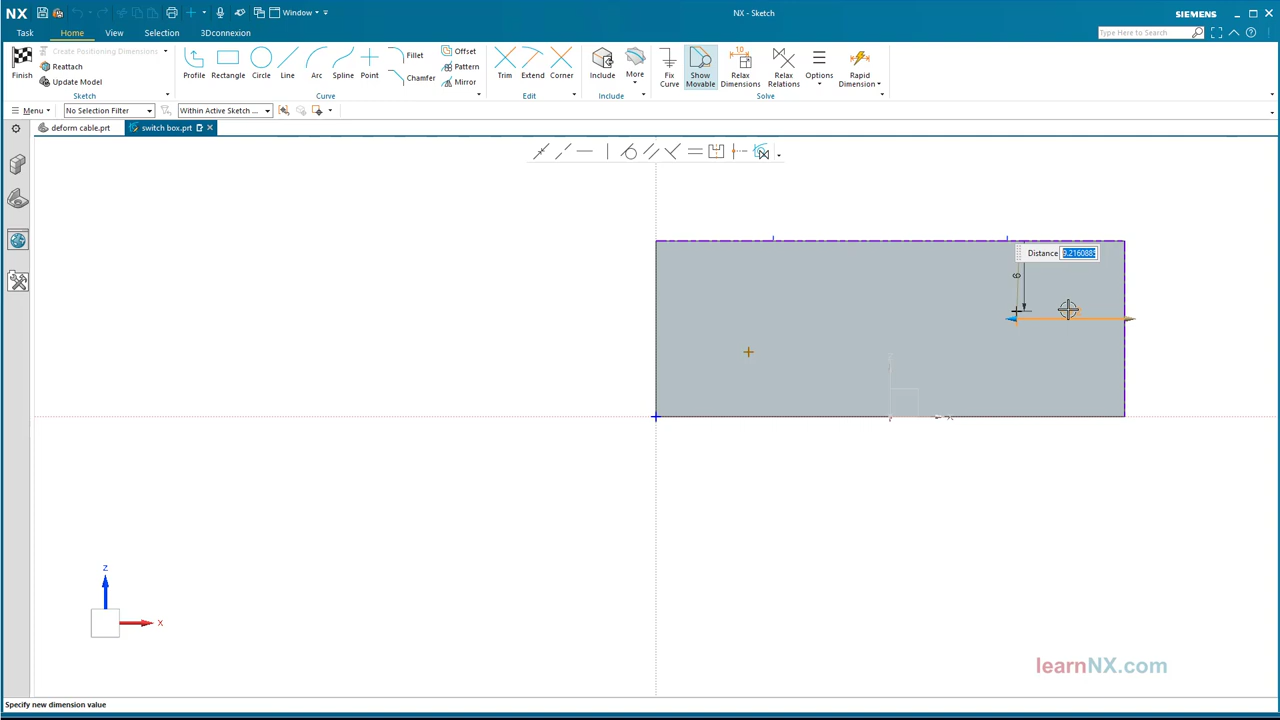 NX Window NX - Sketch SIEMENS
Task Home View Selection 3Dconnexion Type Here to Search
Create Positioning Dimensions
Reattach
Update Model
Finish
Sketch
Profile Rectangle Circle Line Arc Spline Point
Fillet
Chamfer
Offset
Pattern
Mirror
Curve
Trim Extend Corner
Edit
Include More
Include
Fix Curve
Show Movable
Relax Dimensions
Relax Relations
Options
Rapid Dimension
Solve
Menu No Selection Filter Within Active Sketch ...
deform cable.prt switch box.prt
Distance 9.216088
6
Z
X
learnNX.com
Specify new dimension value